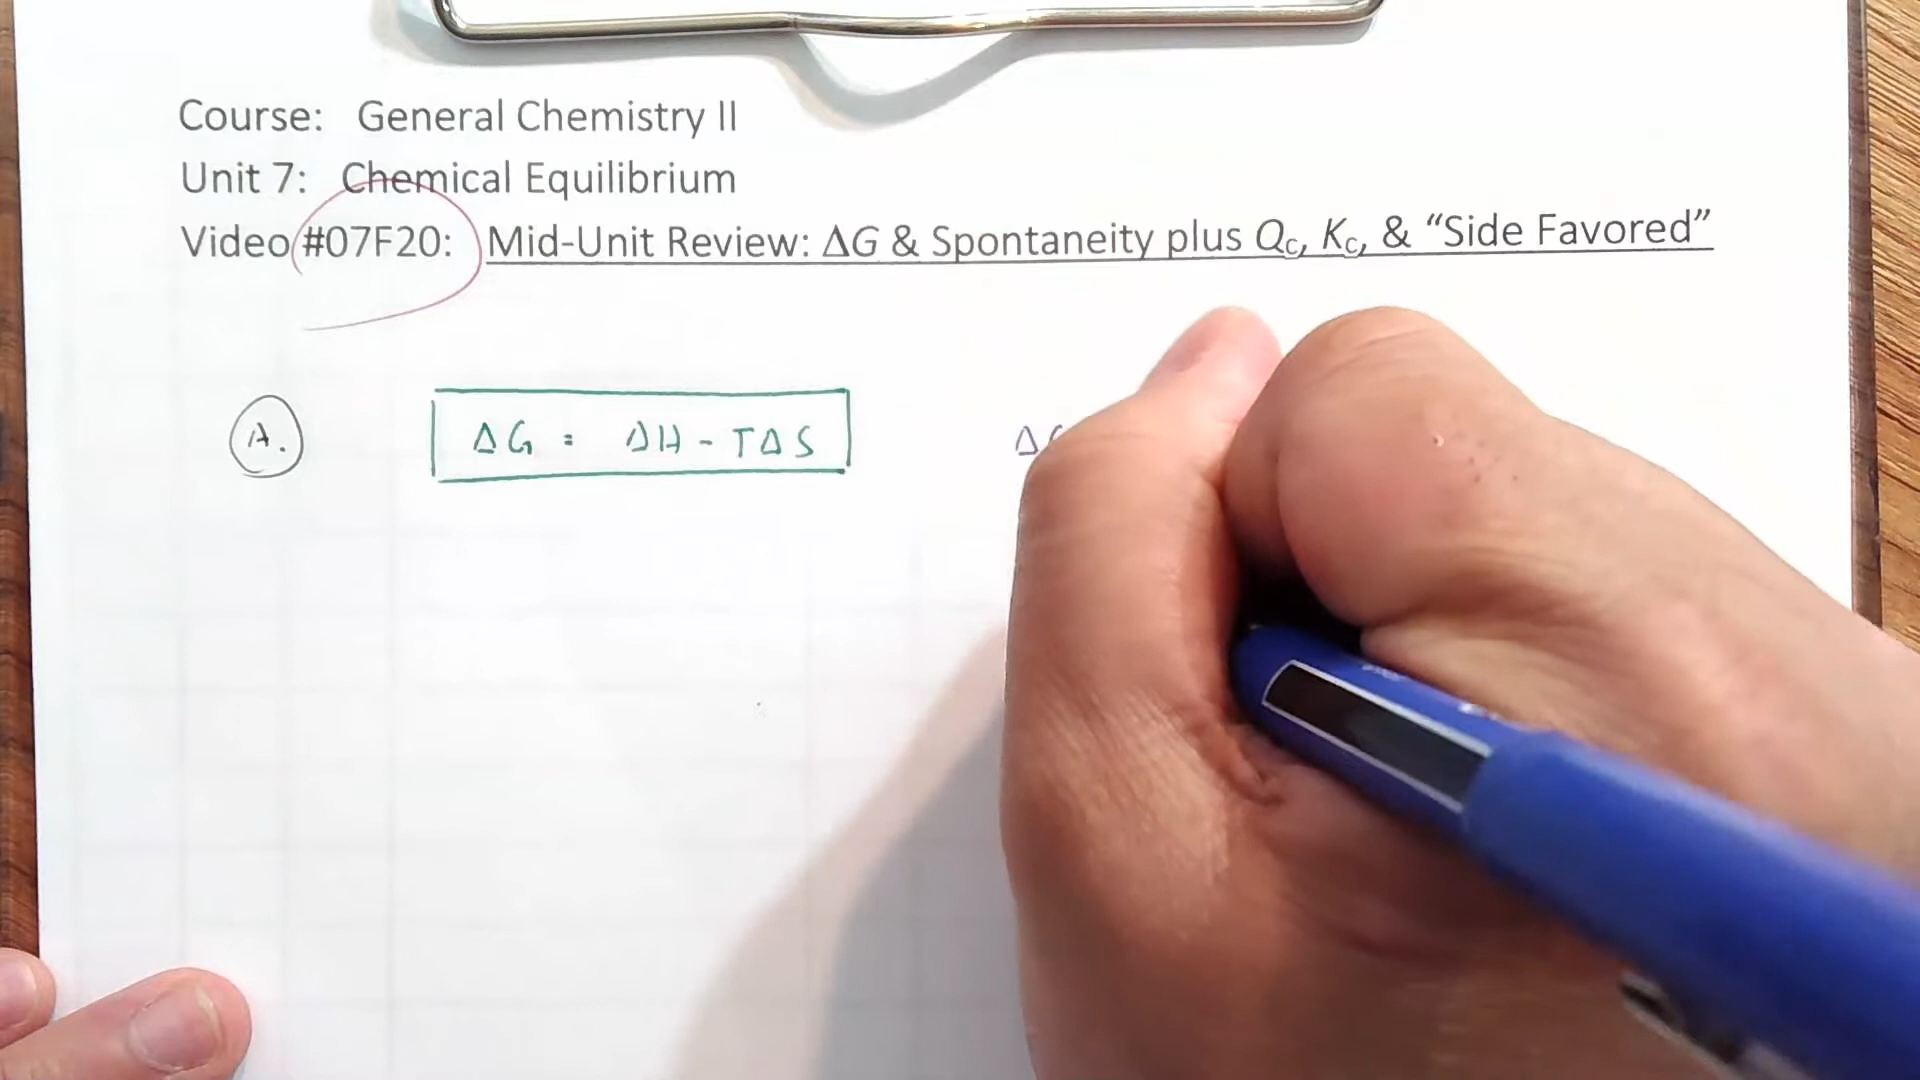 Course: General Chemistry II
Unit 7: Chemical Equilibrium
Video #07F20: Mid-Unit Review: ΔG & Spontaneity plus Qc, Kc, & “Side Favored”
A. ΔG = ΔH - TΔS Δ